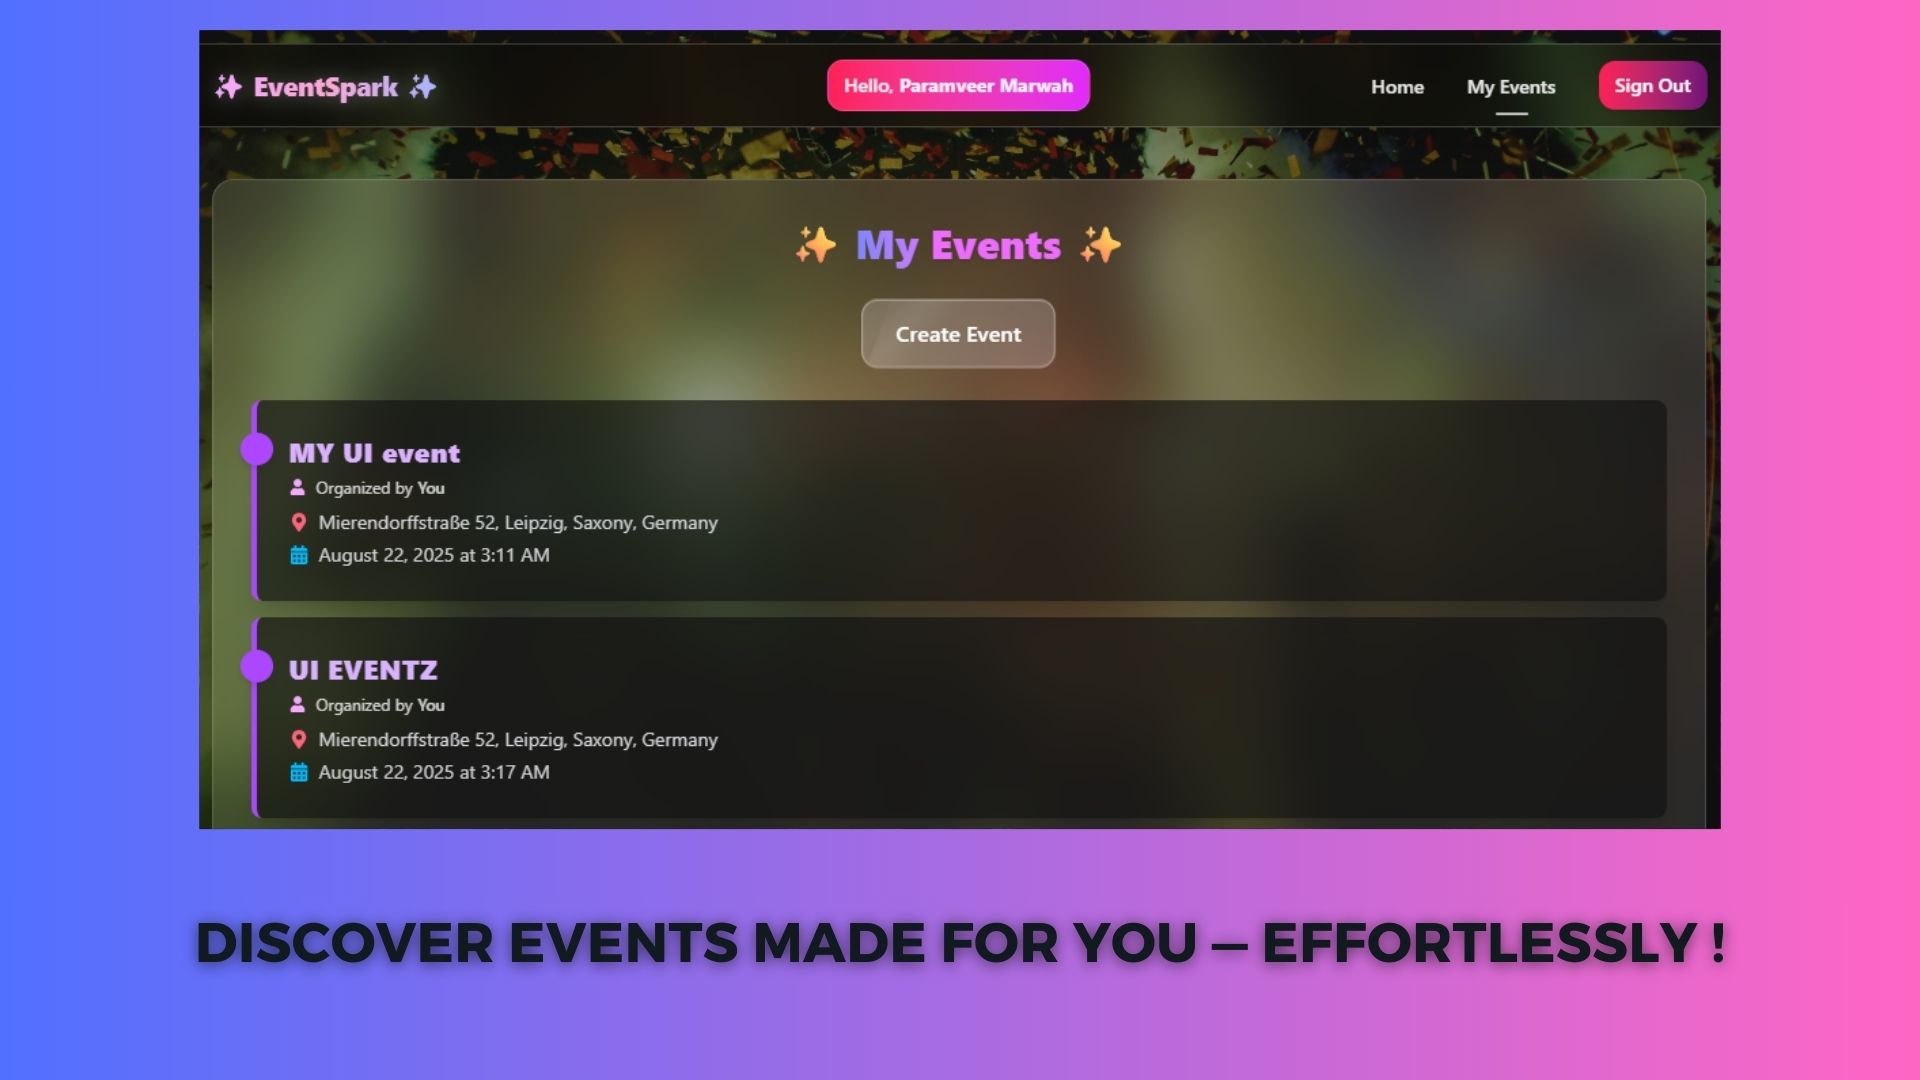 ✨ EventSpark ✨
Hello, Paramveer Marwah
Home
My Events
Sign Out
✨ My Events ✨
Create Event
MY UI event
Organized by You
Mierendorffstraße 52, Leipzig, Saxony, Germany
August 22, 2025 at 3:11 AM
UI EVENTZ
Organized by You
Mierendorffstraße 52, Leipzig, Saxony, Germany
August 22, 2025 at 3:17 AM
DISCOVER EVENTS MADE FOR YOU — EFFORTLESSLY !